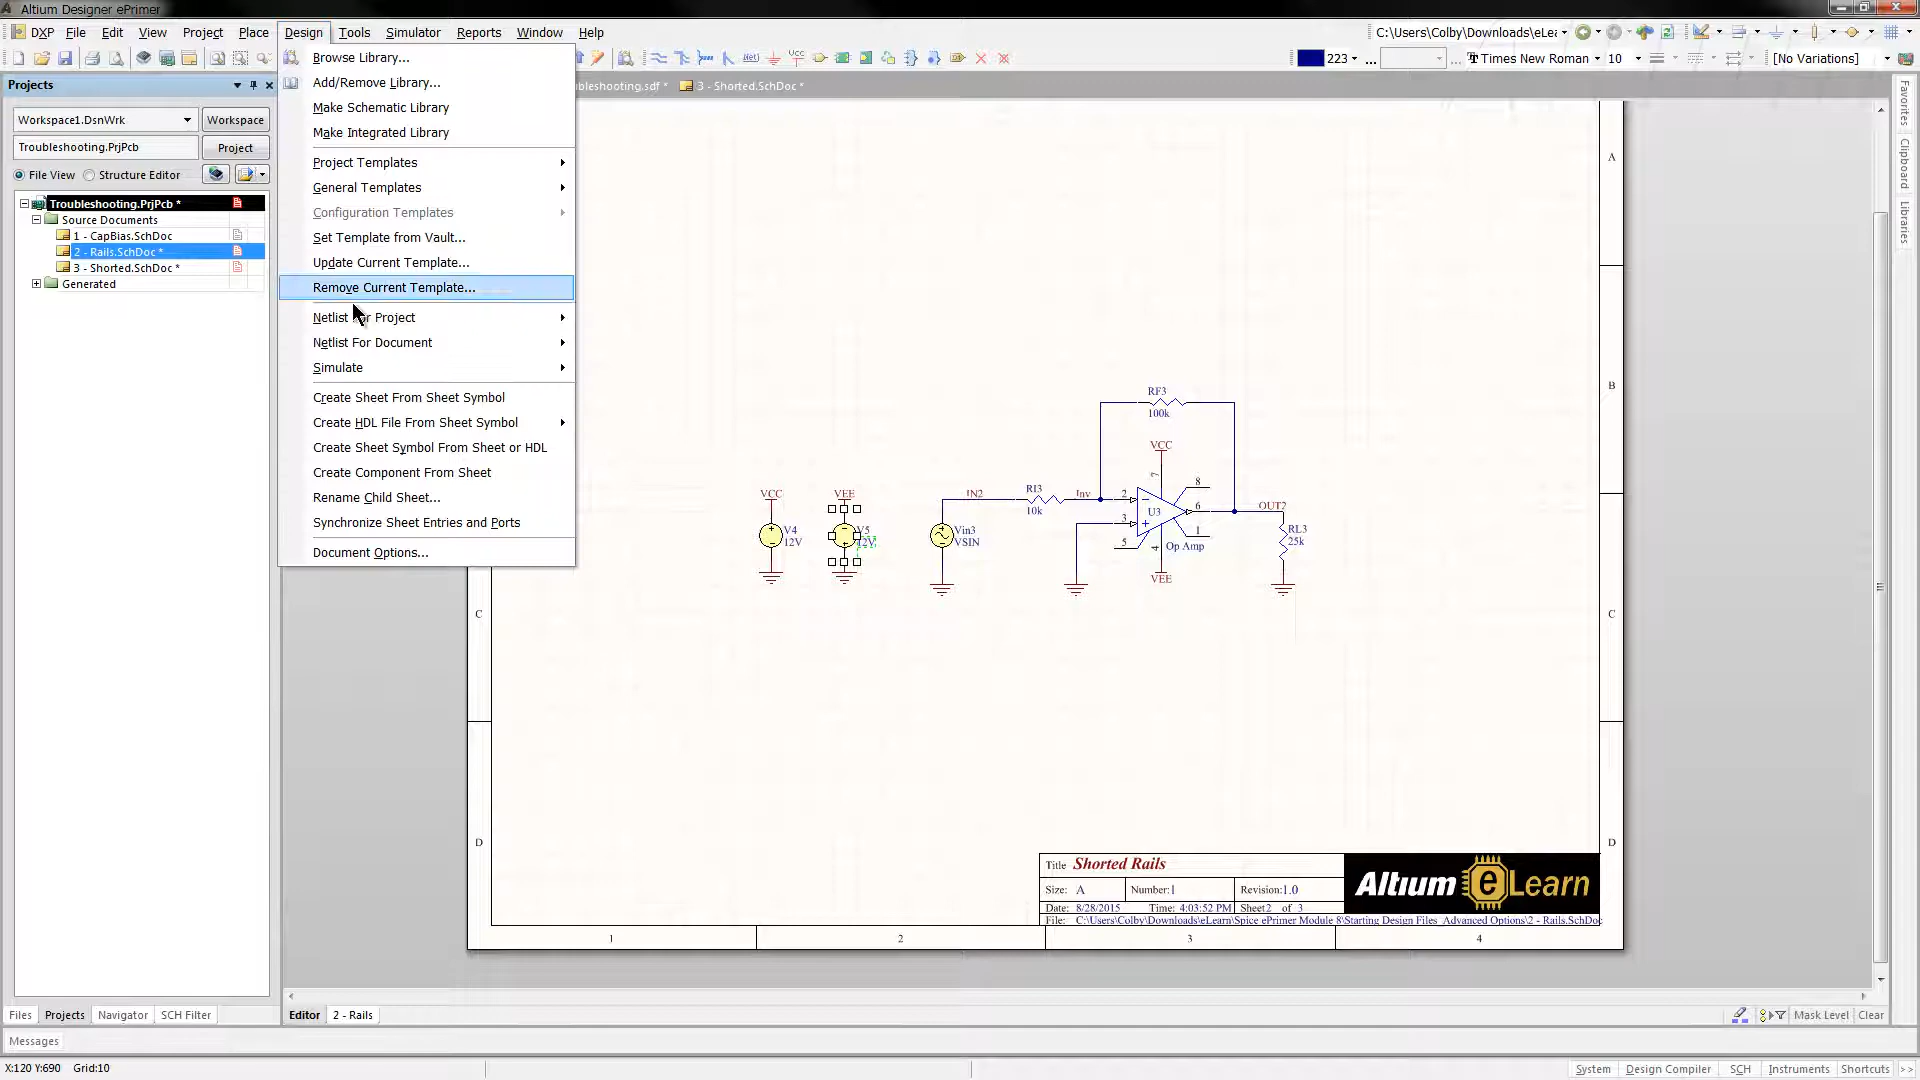 Altium Designer ePrimer
DXP File Edit View Project Place Design Tools Simulator Reports Window Help
C:\Users\Colby\Downloads\eLea
223 ... Times New Roman 10 [No Variations]
Projects
ubleshooting.sdf * 3 - Shorted.SchDoc *
Workspace1.DsnWrk Workspace
Troubleshooting.PrjPcb Project
File View Structure Editor
Troubleshooting.PrjPcb *
Source Documents
1 - CapBias.SchDoc
2 - Rails.SchDoc *
3 - Shorted.SchDoc *
Generated
Browse Library...
Add/Remove Library...
Make Schematic Library
Make Integrated Library
Project Templates
General Templates
Configuration Templates
Set Template from Vault...
Update Current Template...
Remove Current Template...
Netlist For Project
Netlist For Document
Simulate
Create Sheet From Sheet Symbol
Create HDL File From Sheet Symbol
Create Sheet Symbol From Sheet or HDL
Create Component From Sheet
Rename Child Sheet...
Synchronize Sheet Entries and Ports
Document Options...
Favorites
Clipboard
Libraries
A
B
C
D
A
B
C
D
RF3
100k
VCC
7
VCC VEE IN2 RI3 Inv 2 8
10k
U3 6 OUT2
V4 V5 Vin3 3 1 RL3
12V 12V VSIN 5 4 Op Amp 25k
VEE
Title Shorted Rails
Size: A Number:1 Revision:1.0
Date: 8/28/2015 Time: 4:03:52 PM Sheet2 of 3
File: C:\Users\Colby\Downloads\eLearn\Spice ePrimer Module 8\Starting Design Files_Advanced Options\2 - Rails.SchDoc
Altium eLearn
1 2 3 4
Files Projects Navigator SCH Filter
Editor 2 - Rails
Mask Level Clear
Messages
X:120 Y:690 Grid:10
System Design Compiler SCH Instruments Shortcuts >>